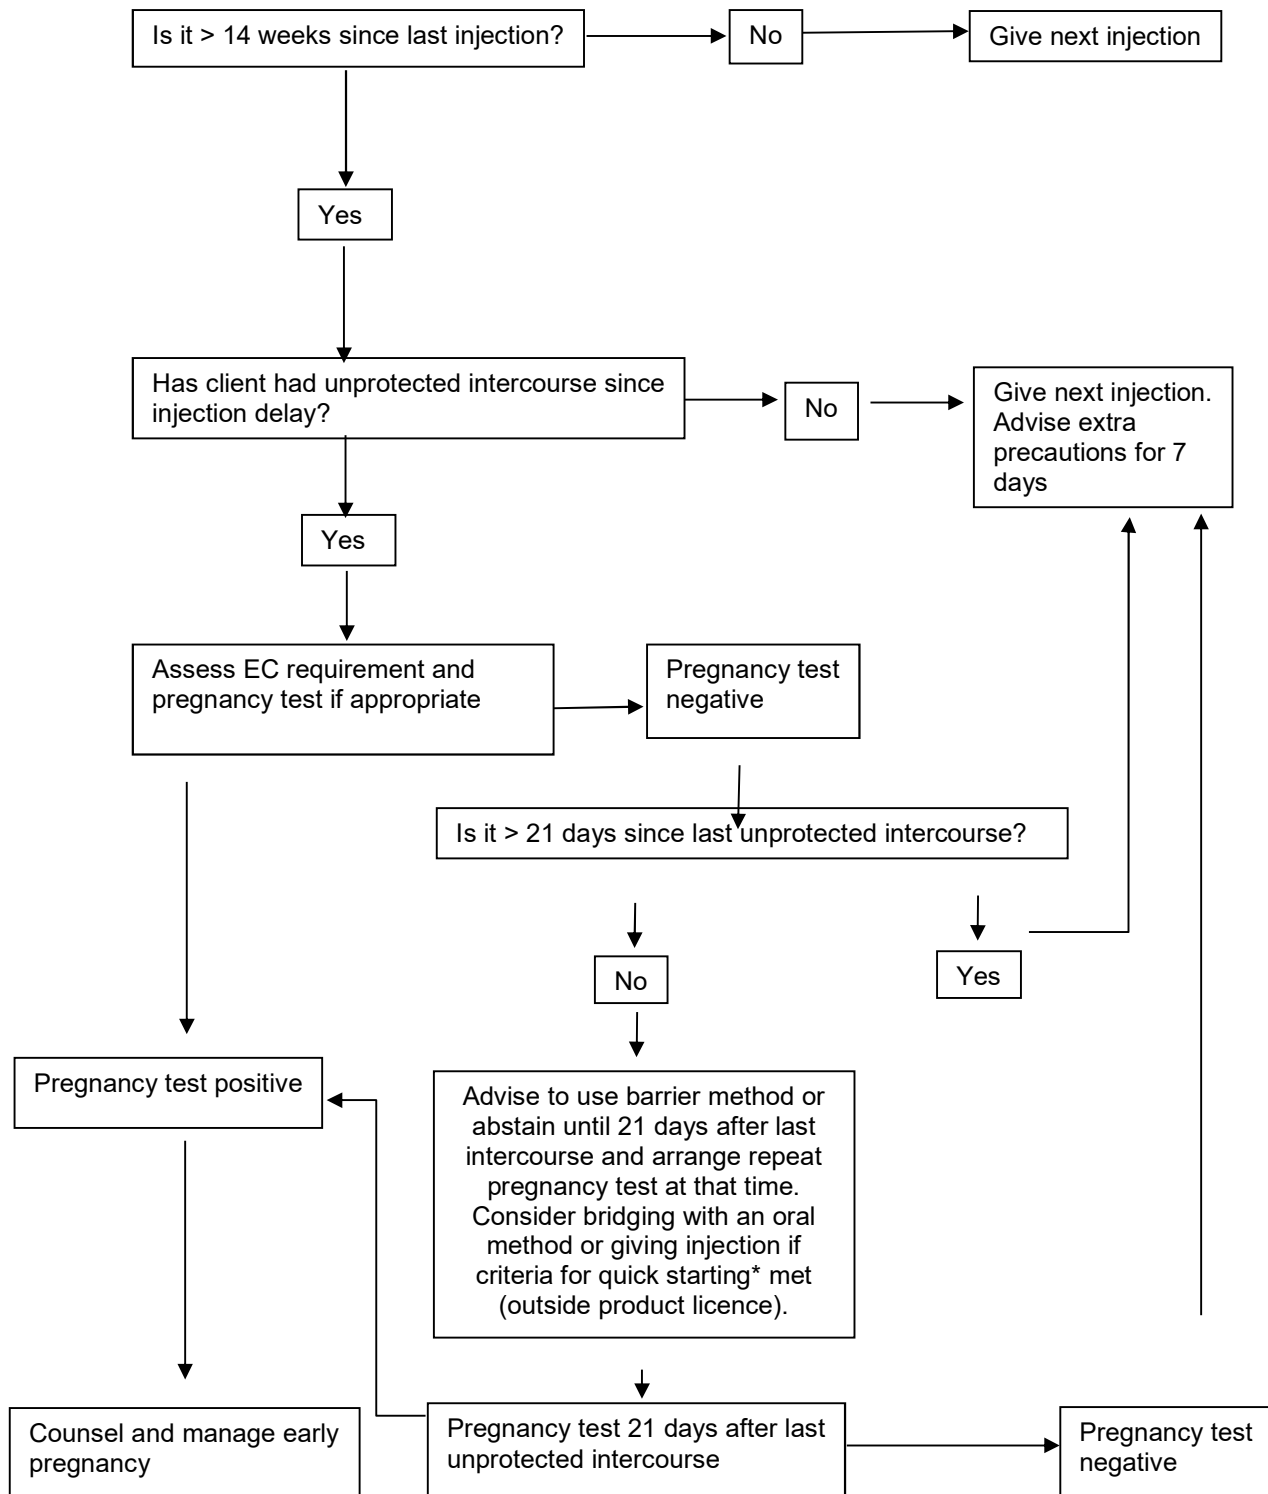 Is it > 14 weeks since last injection?
No
Give next injection
Yes
Has client had unprotected intercourse since
injection delay?
No
Give next injection.
Advise extra
precautions for 7
days
Yes
Assess EC requirement and
pregnancy test if appropriate
Pregnancy test
negative
Is it > 21 days since last unprotected intercourse?
No
Yes
Pregnancy test positive
Advise to use barrier method or
abstain until 21 days after last
intercourse and arrange repeat
pregnancy test at that time.
Consider bridging with an oral
method or giving injection if
criteria for quick starting* met
(outside product licence).
Counsel and manage early
pregnancy
Pregnancy test 21 days after last
unprotected intercourse
Pregnancy test
negative